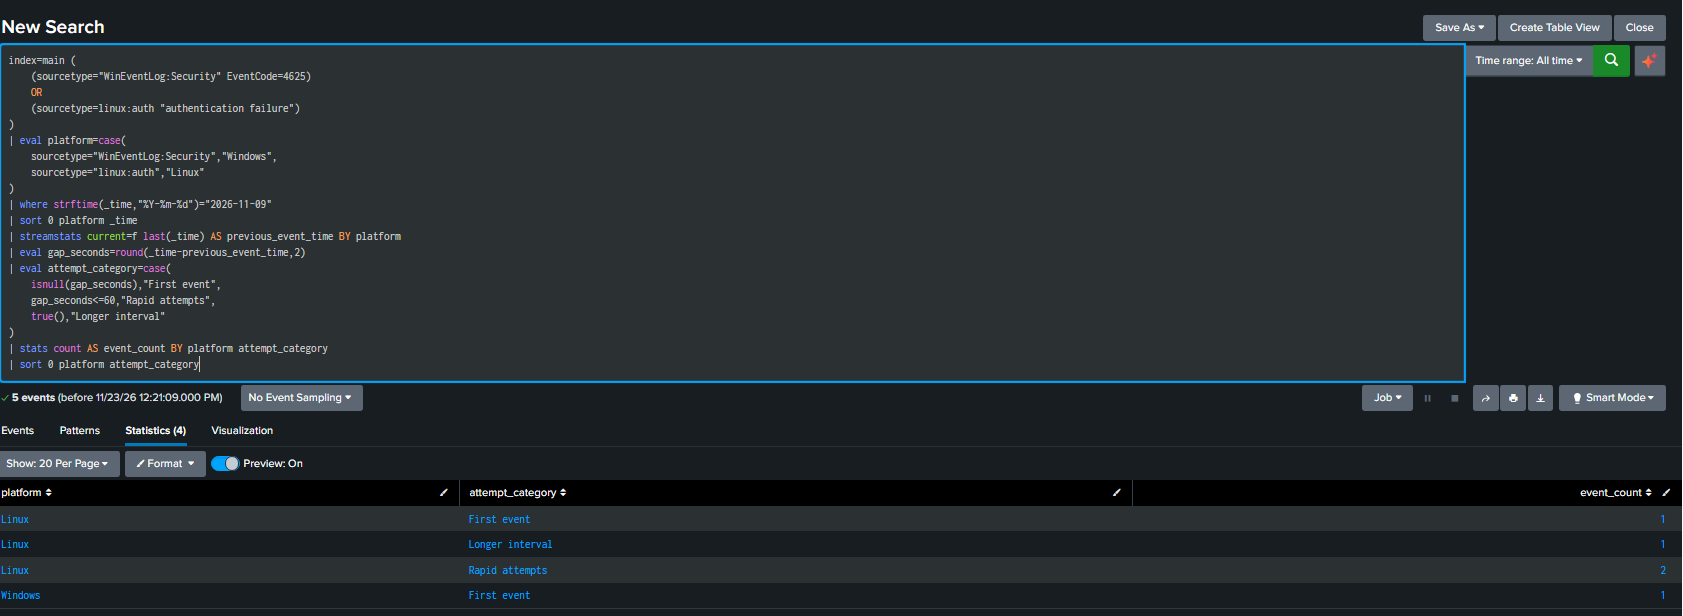 New Search
Save As
Create Table View
Close
index=main (
(sourcetype="WinEventLog:Security" EventCode=4625)
OR
(sourcetype=linux:auth "authentication failure")
)
| eval platform=case(
sourcetype="WinEventLog:Security","Windows",
sourcetype="linux:auth","Linux"
)
| where strftime(_time,"%Y-%m-%d")="2026-11-09"
| sort 0 platform _time
| streamstats current=f last(_time) AS previous_event_time BY platform
| eval gap_seconds=round(_time-previous_event_time,2)
| eval attempt_category=case(
isnull(gap_seconds),"First event",
gap_seconds<=60,"Rapid attempts",
true(),"Longer interval"
)
| stats count AS event_count BY platform attempt_category
| sort 0 platform attempt_category
Time range: All time
5 events (before 11/23/26 12:21:09.000 PM)
No Event Sampling
Job
Smart Mode
Events
Patterns
Statistics (4)
Visualization
Show: 20 Per Page
Format
Preview: On
platform attempt_category event_count
Linux First event 1
Linux Longer interval 1
Linux Rapid attempts 2
Windows First event 1